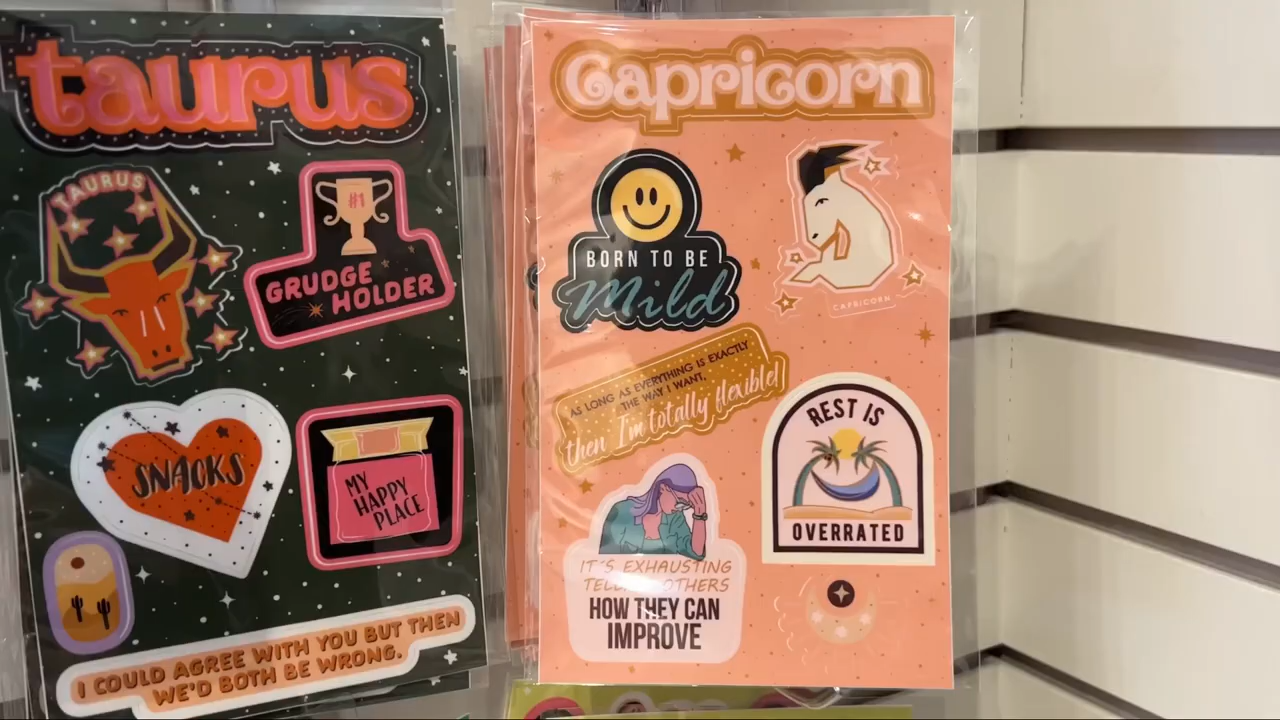 taurus
TAURUS
#1
GRUDGE
HOLDER
SNACKS
MY
HAPPY
PLACE
I COULD AGREE WITH YOU BUT THEN
WE'D BOTH BE WRONG.
Capricorn
BORN TO BE
Mild
CAPRICORN
AS LONG AS EVERYTHING IS EXACTLY
THE WAY I WANT,
then I'm totally flexible!
REST IS
OVERRATED
IT'S EXHAUSTING
OTHERS
HOW THEY CAN
IMPROVE